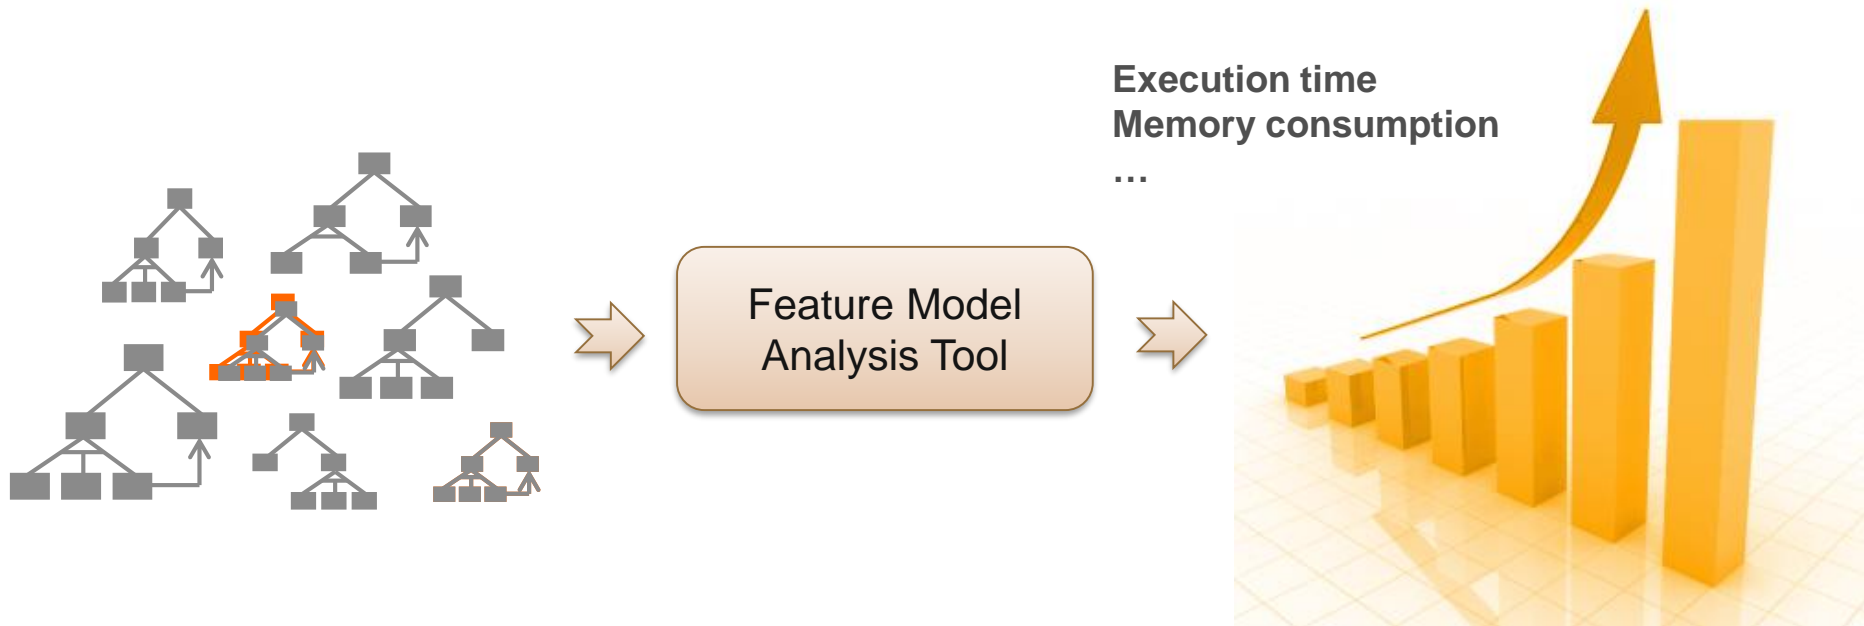 Execution time
Memory consumption
…
Feature Model
Analysis Tool